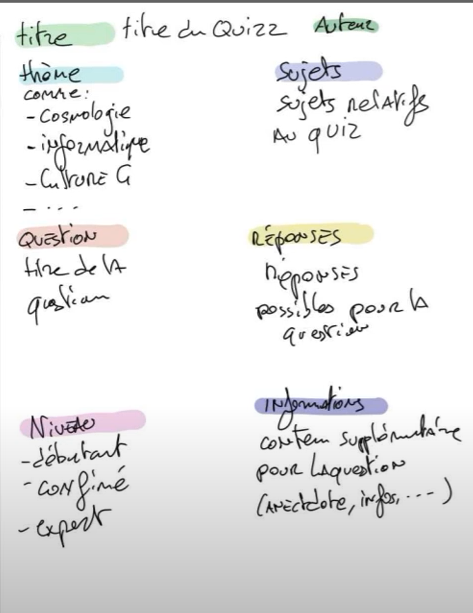 titre titre du Quizz Auteur
thème
comme:
- Cosmologie
- informatique
- Culture G
- ...
Sujets
sujets relatifs
au quiz
Question
titre de la
question
Réponses
Réponses
possibles pour la
question
Niveau
- débutant
- confirmé
- expert
Informations
contenu supplémentaire
pour la question
(anecdote, infos, ...)